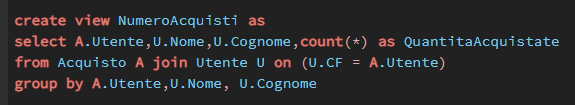 create view NumeroAcquisti as
select A.Utente,U.Nome,U.Cognome,count(*) as QuantitaAcquistate
from Acquisto A join Utente U on (U.CF = A.Utente)
group by A.Utente,U.Nome, U.Cognome